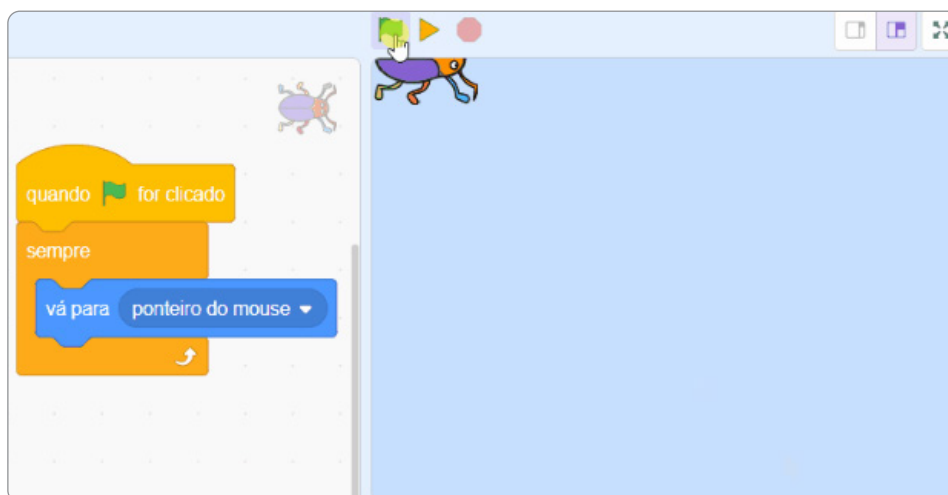 quando for clicado
sempre
vá para ponteiro do mouse